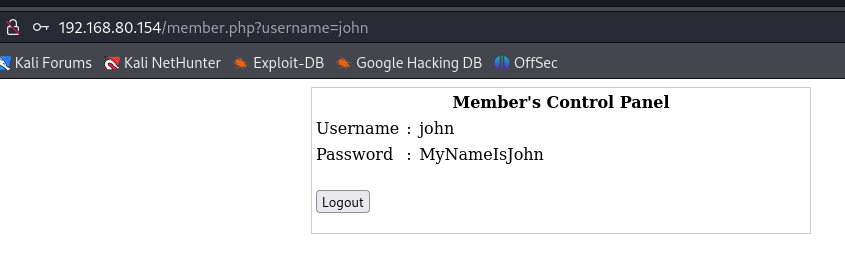 192.168.80.154/member.php?username=john
Kali Forums Kali NetHunter Exploit-DB Google Hacking DB OffSec
Member's Control Panel
Username : john
Password : MyNameIsJohn
Logout